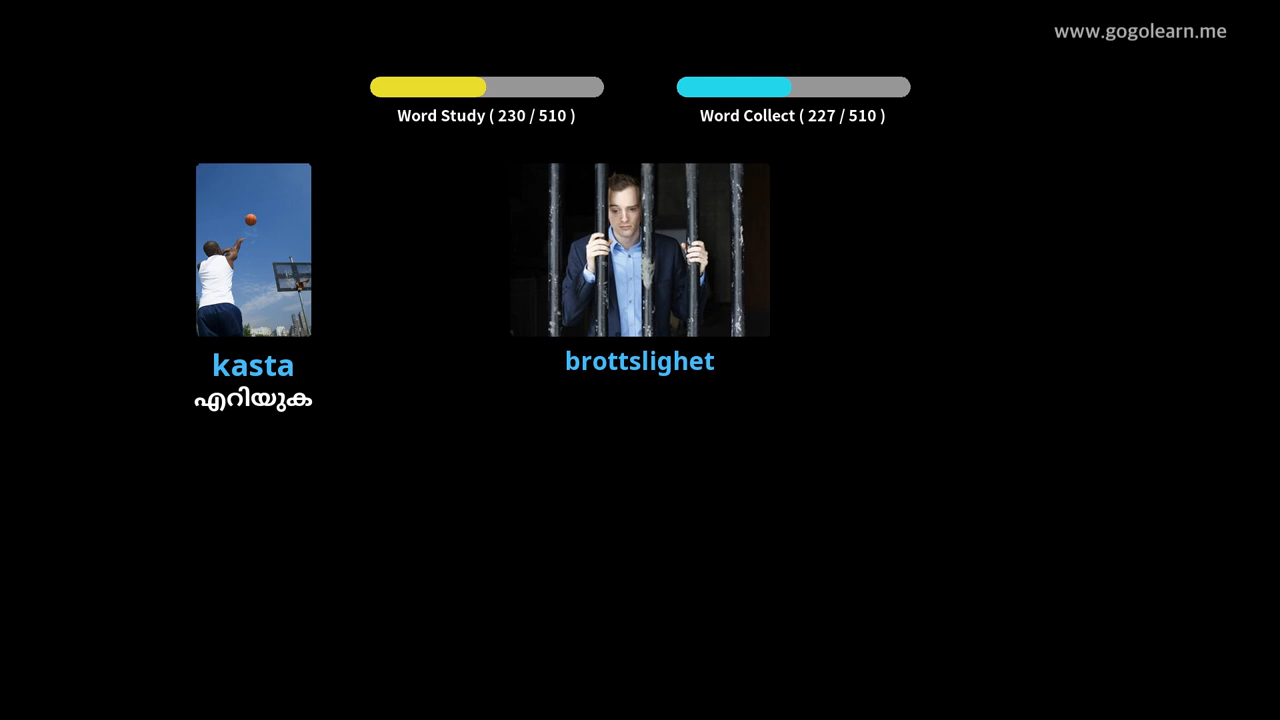 www.gogolearn.me
Word Study ( 230 / 510 )
Word Collect ( 227 / 510 )
kasta
എറിയുക
brottslighet